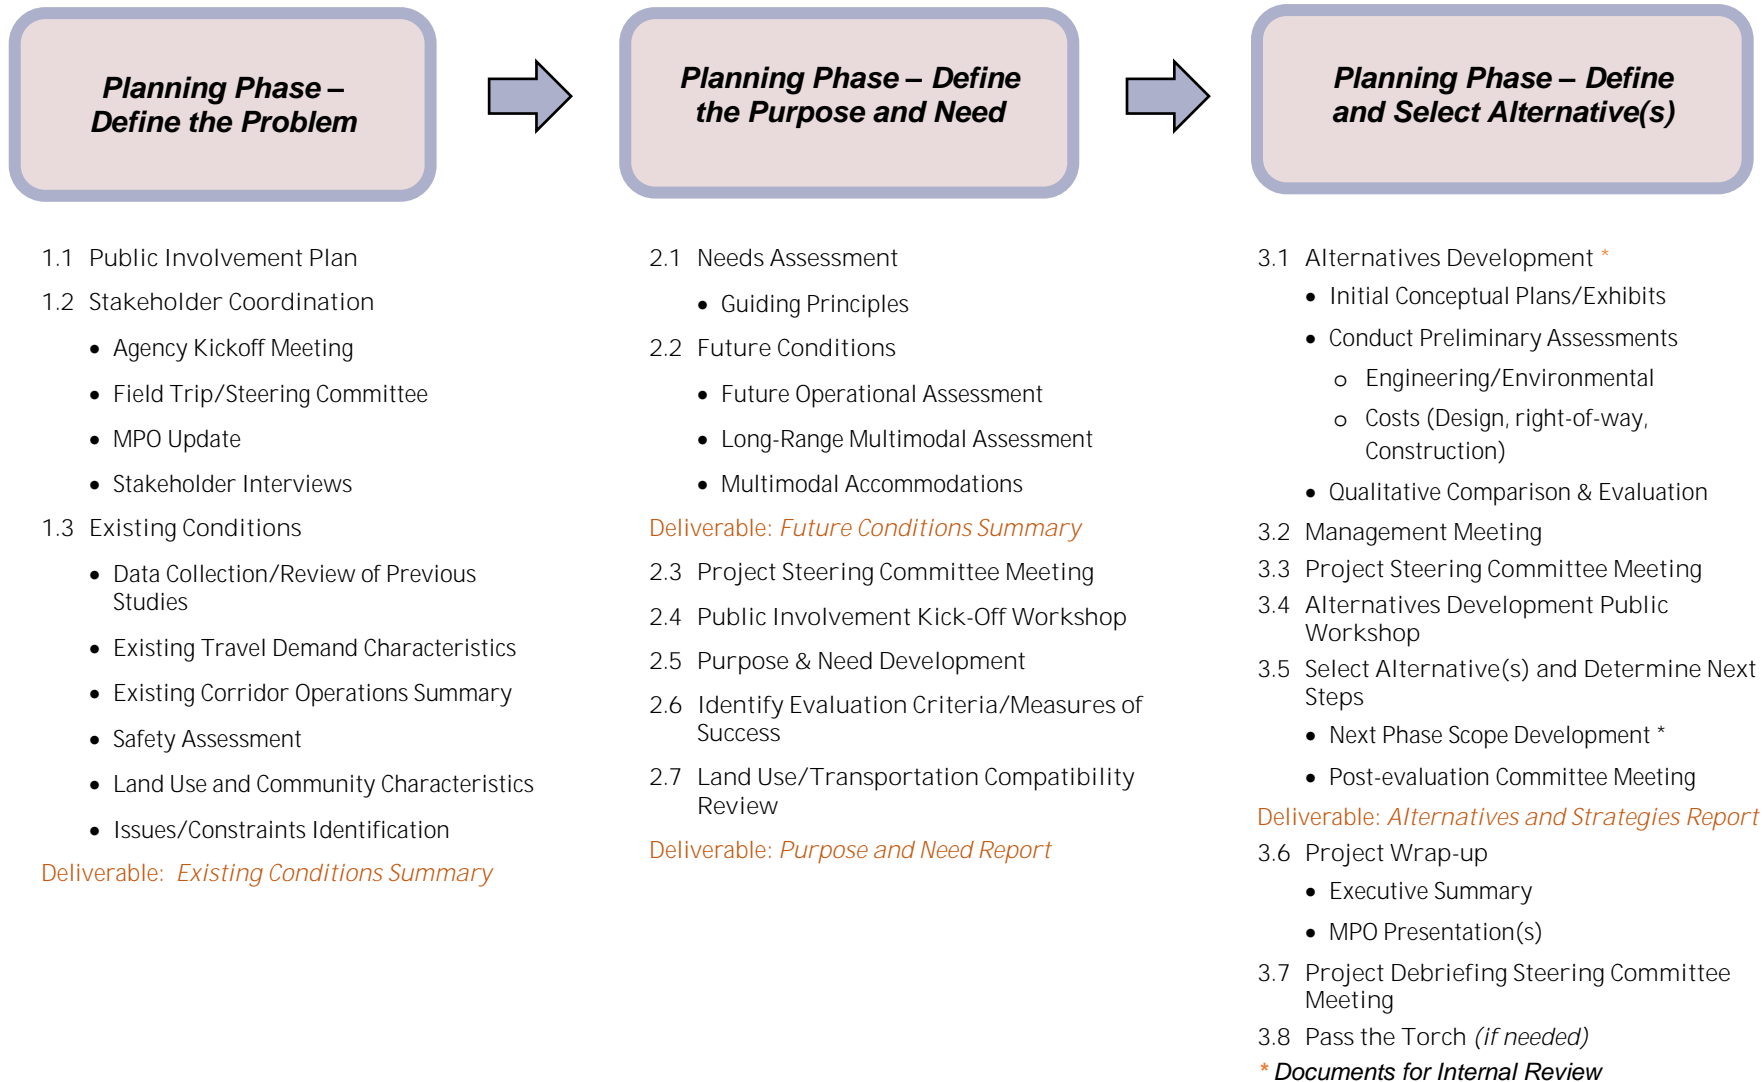 Planning Phase –
Define the Problem
1.1 Public Involvement Plan
1.2 Stakeholder Coordination
• Agency Kickoff Meeting
• Field Trip/Steering Committee
• MPO Update
• Stakeholder Interviews
1.3 Existing Conditions
• Data Collection/Review of Previous
Studies
• Existing Travel Demand Characteristics
• Existing Corridor Operations Summary
• Safety Assessment
• Land Use and Community Characteristics
• Issues/Constraints Identification
Deliverable: Existing Conditions Summary
Planning Phase – Define
the Purpose and Need
2.1 Needs Assessment
• Guiding Principles
2.2 Future Conditions
• Future Operational Assessment
• Long-Range Multimodal Assessment
• Multimodal Accommodations
Deliverable: Future Conditions Summary
2.3 Project Steering Committee Meeting
2.4 Public Involvement Kick-Off Workshop
2.5 Purpose & Need Development
2.6 Identify Evaluation Criteria/Measures of
Success
2.7 Land Use/Transportation Compatibility
Review
Deliverable: Purpose and Need Report
Planning Phase – Define
and Select Alternative(s)
3.1 Alternatives Development *
• Initial Conceptual Plans/Exhibits
• Conduct Preliminary Assessments
o Engineering/Environmental
o Costs (Design, right-of-way,
Construction)
• Qualitative Comparison & Evaluation
3.2 Management Meeting
3.3 Project Steering Committee Meeting
3.4 Alternatives Development Public
Workshop
3.5 Select Alternative(s) and Determine Next
Steps
• Next Phase Scope Development *
• Post-evaluation Committee Meeting
Deliverable: Alternatives and Strategies Report
3.6 Project Wrap-up
• Executive Summary
• MPO Presentation(s)
3.7 Project Debriefing Steering Committee
Meeting
3.8 Pass the Torch (if needed)
* Documents for Internal Review